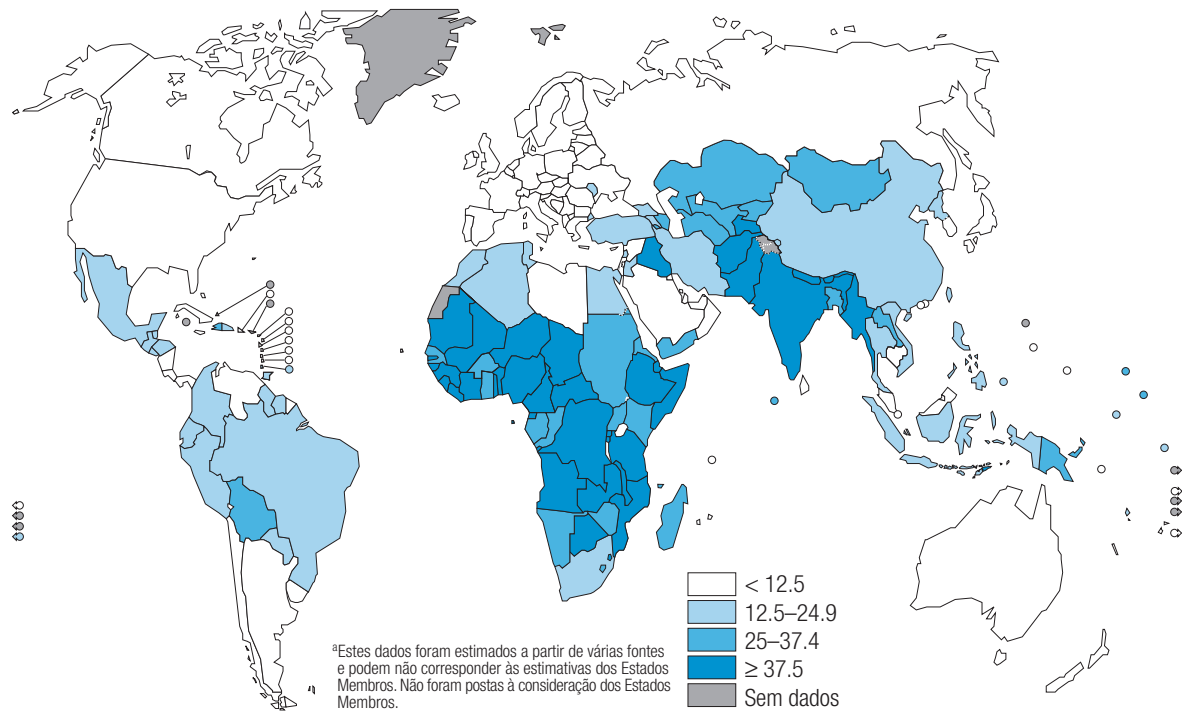 ᵃEstes dados foram estimados a partir de várias fontes
e podem não corresponder às estimativas dos Estados
Membros. Não foram postas à consideração dos Estados
Membros.
< 12.5
12.5–24.9
25–37.4
≥ 37.5
Sem dados